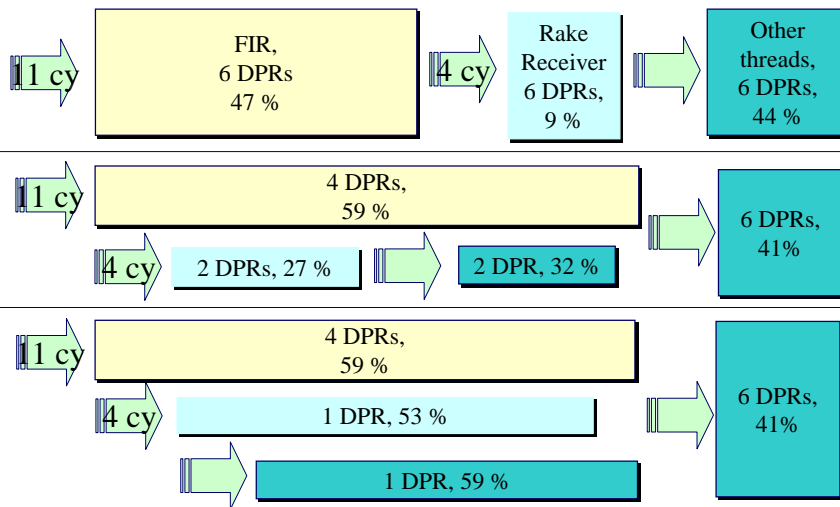 11 cy
FIR,
6 DPRs
47 %
4 cy
Rake
Receiver
6 DPRs,
9 %
Other
threads,
6 DPRs,
44 %
11 cy
4 DPRs,
59 %
4 cy
2 DPRs, 27 %
2 DPR, 32 %
6 DPRs,
41%
11 cy
4 DPRs,
59 %
4 cy
1 DPR, 53 %
1 DPR, 59 %
6 DPRs,
41%